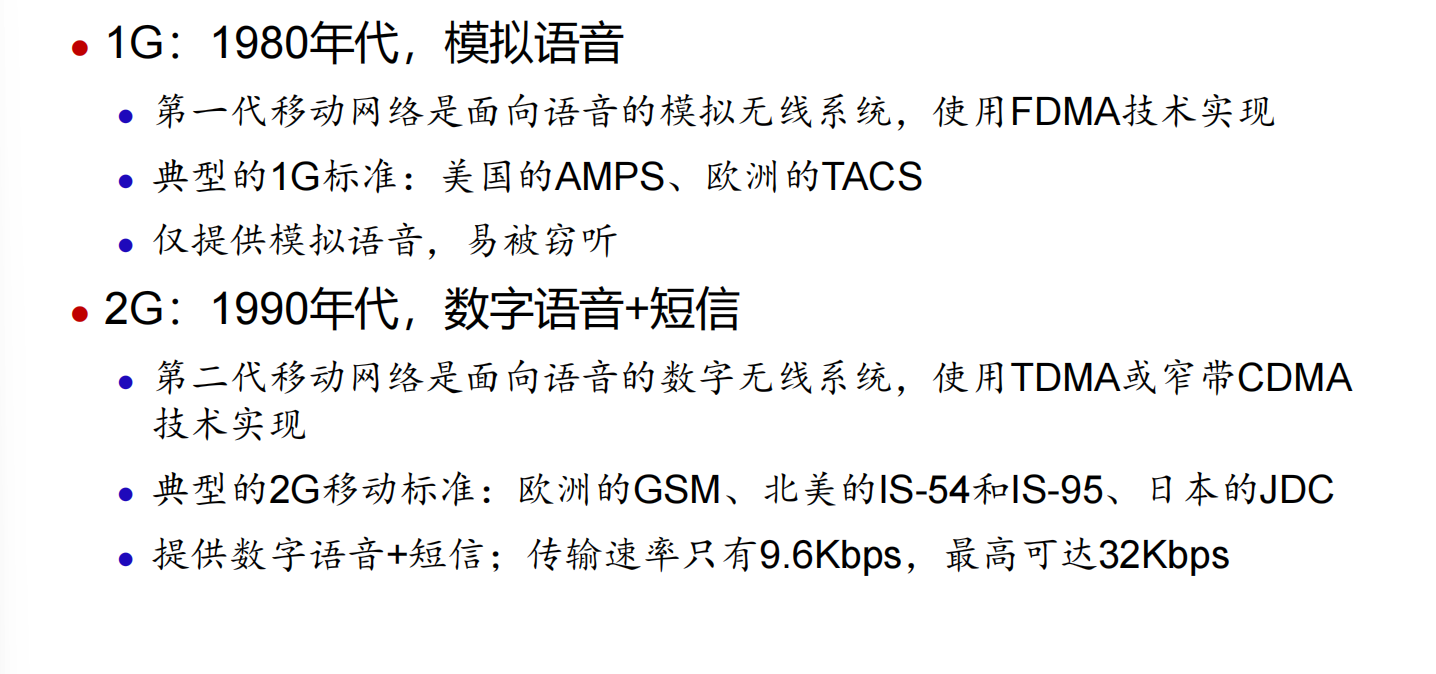 • 1G：1980年代，模拟语音
• 第一代移动网络是面向语音的模拟无线系统，使用FDMA技术实现
• 典型的1G标准：美国的AMPS、欧洲的TACS
• 仅提供模拟语音，易被窃听
• 2G：1990年代，数字语音+短信
• 第二代移动网络是面向语音的数字无线系统，使用TDMA或窄带CDMA
技术实现
• 典型的2G移动标准：欧洲的GSM、北美的IS-54和IS-95、日本的JDC
• 提供数字语音+短信；传输速率只有9.6Kbps，最高可达32Kbps